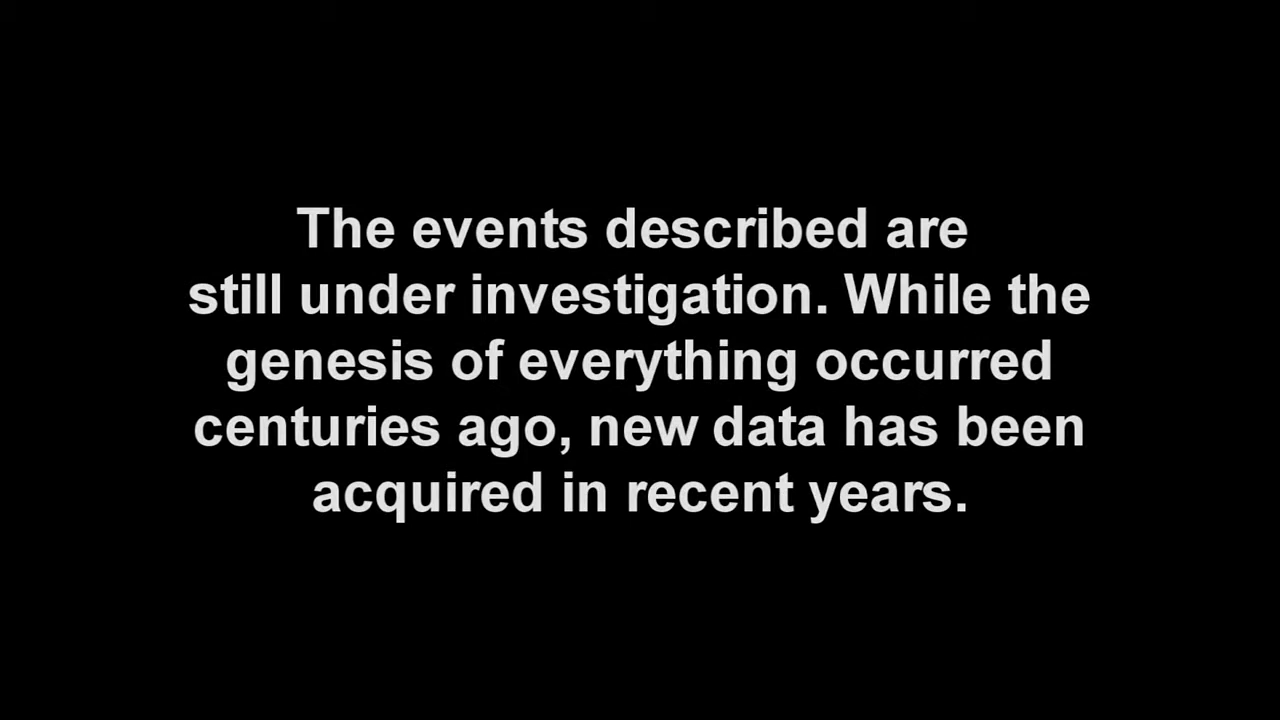 The events described are
still under investigation. While the
genesis of everything occurred
centuries ago, new data has been
acquired in recent years.